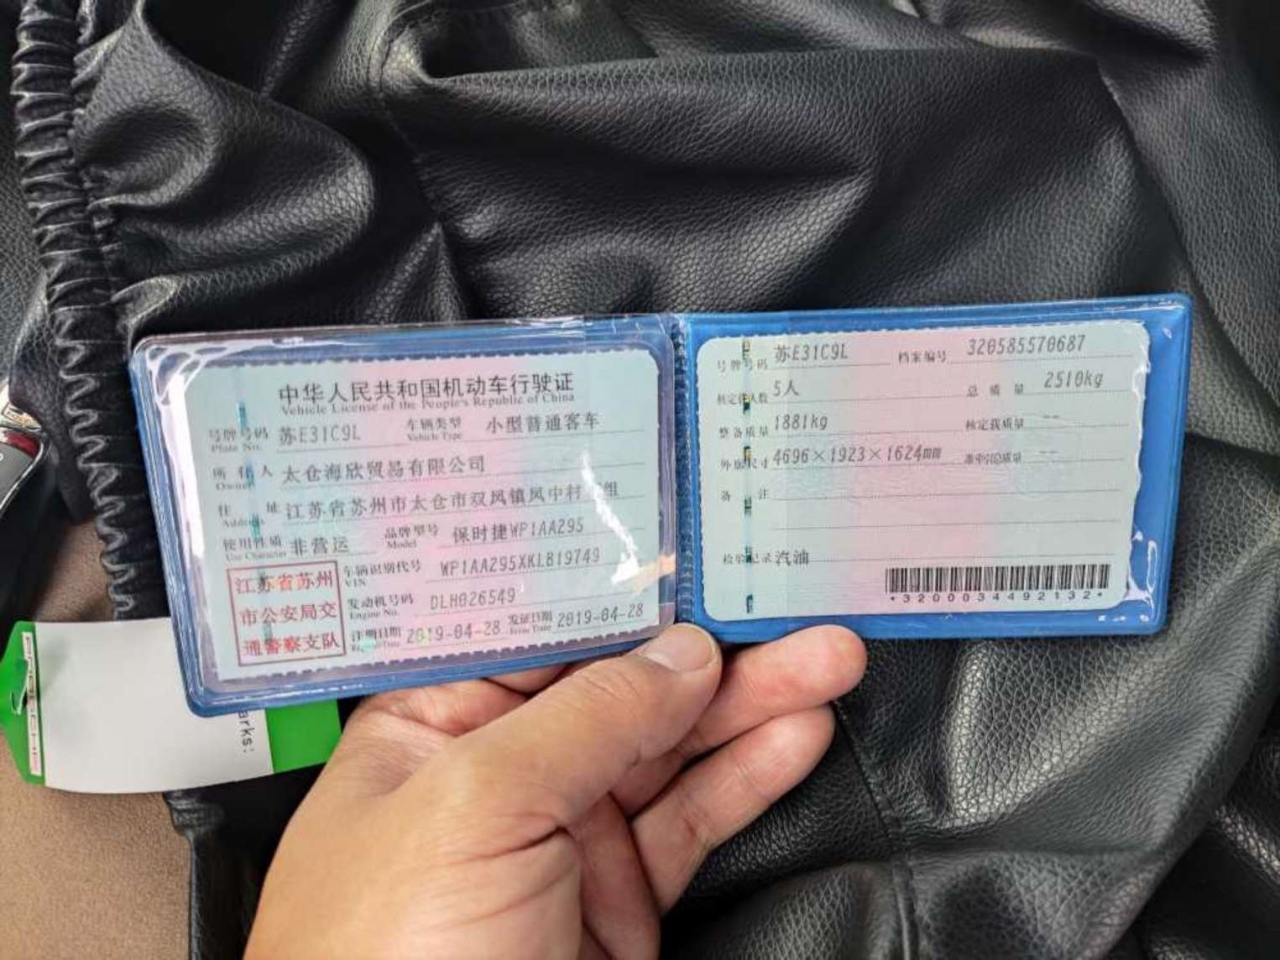 中华人民共和国机动车行驶证
Vehicle License of the People's Republic of China
号牌号码 苏E31C9L 车辆类型 小型普通客车
Plate No. Vehicle Type
所有人 太仓海欣贸易有限公司
Owner
住址 江苏省苏州市太仓市双凤镇凤中村 组
Address
使用性质 非营运 品牌型号 保时捷WP1AA295
Use Character Model
江苏省苏州
市公安局交
通警察支队
车辆识别代号 WP1AA295XKLB19749
VIN
发动机号码 DLH026549
Engine No.
注册日期 2019-04-28 发证日期 2019-04-28
Register Date Issue Date
号牌号码 苏E31C9L 档案编号 320585570687
核定载人数 5人 总质量 2510kg
整备质量 1881kg 核定载质量 --
外廓尺寸 4696×1923×1624mm 准牵引总质量 --
备注
检验记录 汽油
*3200034492132*
arks: